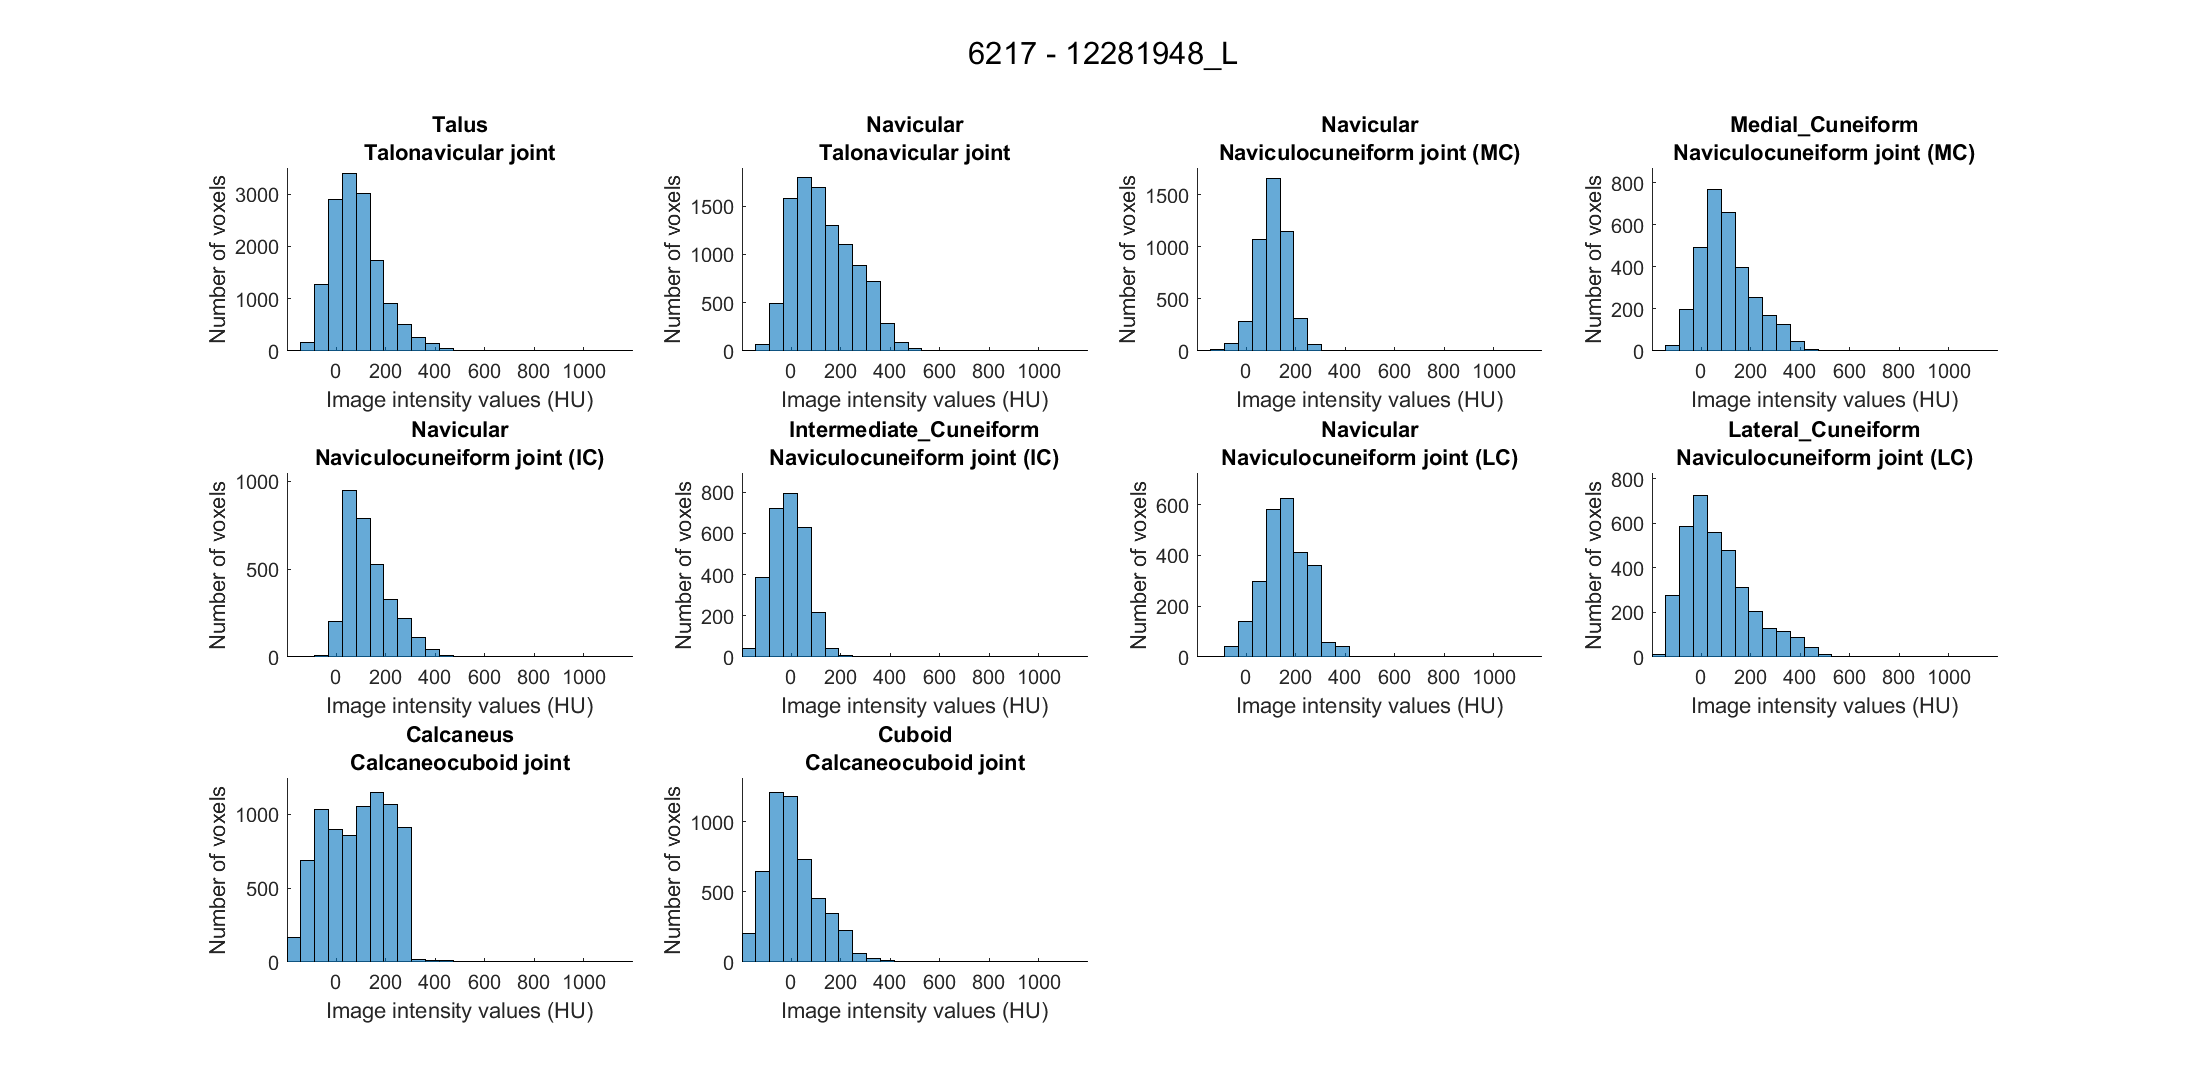 6217 - 12281948_L
Talus
Talonavicular joint
Number of voxels
3000
2000
1000
0
0 200 400 600 800 1000
Image intensity values (HU)
Navicular
Talonavicular joint
Number of voxels
1500
1000
500
0
0 200 400 600 800 1000
Image intensity values (HU)
Navicular
Naviculocuneiform joint (MC)
Number of voxels
1500
1000
500
0
0 200 400 600 800 1000
Image intensity values (HU)
Medial_Cuneiform
Naviculocuneiform joint (MC)
Number of voxels
800
600
400
200
0
0 200 400 600 800 1000
Image intensity values (HU)
Navicular
Naviculocuneiform joint (IC)
Number of voxels
1000
500
0
0 200 400 600 800 1000
Image intensity values (HU)
Intermediate_Cuneiform
Naviculocuneiform joint (IC)
Number of voxels
800
600
400
200
0
0 200 400 600 800 1000
Image intensity values (HU)
Navicular
Naviculocuneiform joint (LC)
Number of voxels
600
400
200
0
0 200 400 600 800 1000
Image intensity values (HU)
Lateral_Cuneiform
Naviculocuneiform joint (LC)
Number of voxels
800
600
400
200
0
0 200 400 600 800 1000
Image intensity values (HU)
Calcaneus
Calcaneocuboid joint
Number of voxels
1000
500
0
0 200 400 600 800 1000
Image intensity values (HU)
Cuboid
Calcaneocuboid joint
Number of voxels
1000
500
0
0 200 400 600 800 1000
Image intensity values (HU)